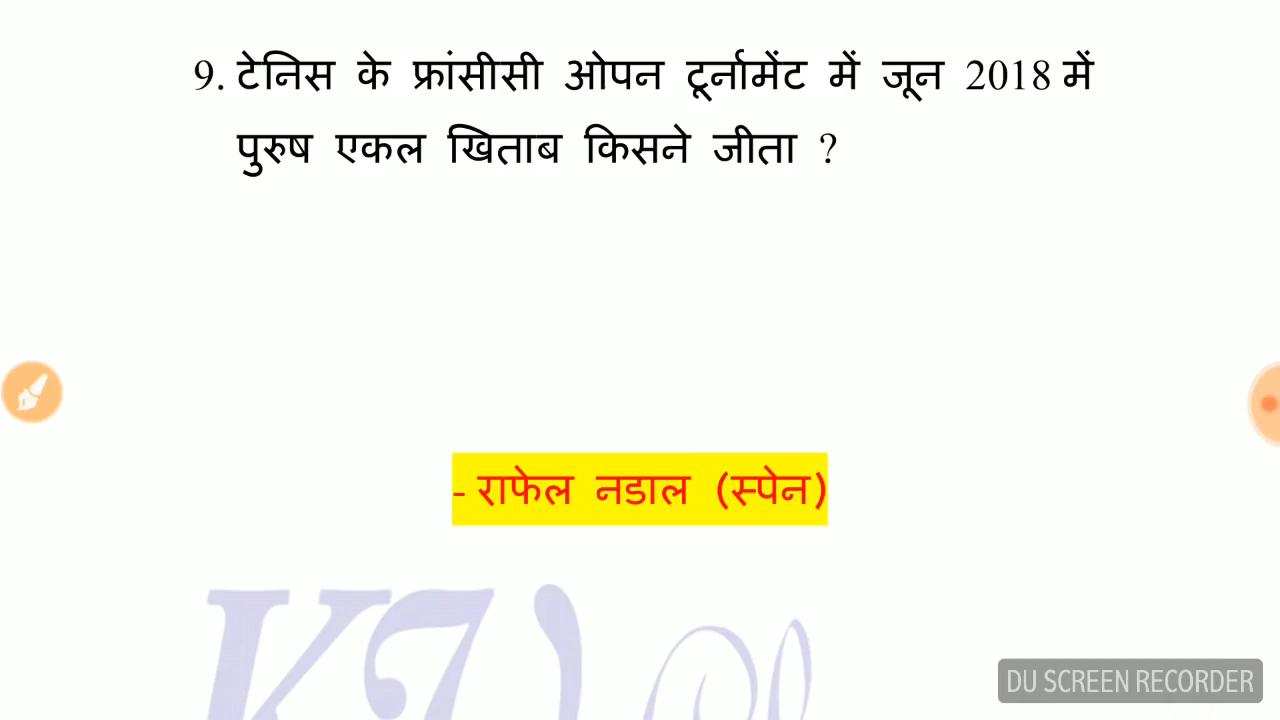 9. टेनिस के फ्रांसीसी ओपन टूर्नामेंट में जून 2018 में
पुरुष एकल खिताब किसने जीता ?
- राफेल नडाल (स्पेन)
DU SCREEN RECORDER